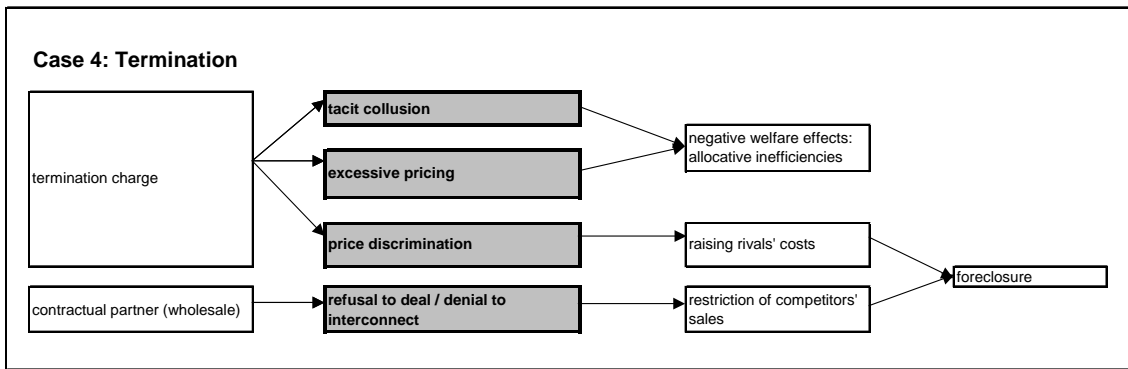 Case 4: Termination
termination charge
tacit collusion
excessive pricing
price discrimination
negative welfare effects:
allocative inefficiencies
raising rivals' costs
foreclosure
contractual partner (wholesale)
refusal to deal / denial to
interconnect
restriction of competitors'
sales